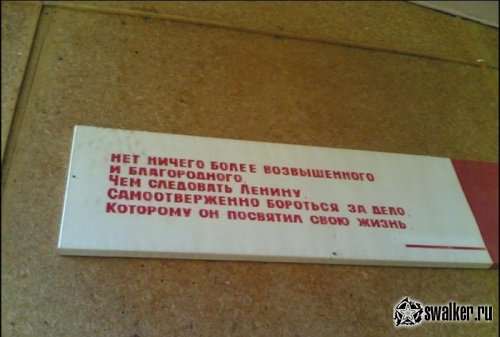 НЕТ НИЧЕГО БОЛЕЕ ВОЗВЫШЕННОГО
И БЛАГОРОДНОГО,
ЧЕМ СЛЕДОВАТЬ ЛЕНИНУ,
САМООТВЕРЖЕННО БОРОТЬСЯ ЗА ДЕЛО,
КОТОРОМУ ОН ПОСВЯТИЛ СВОЮ ЖИЗНЬ.
swalker.ru